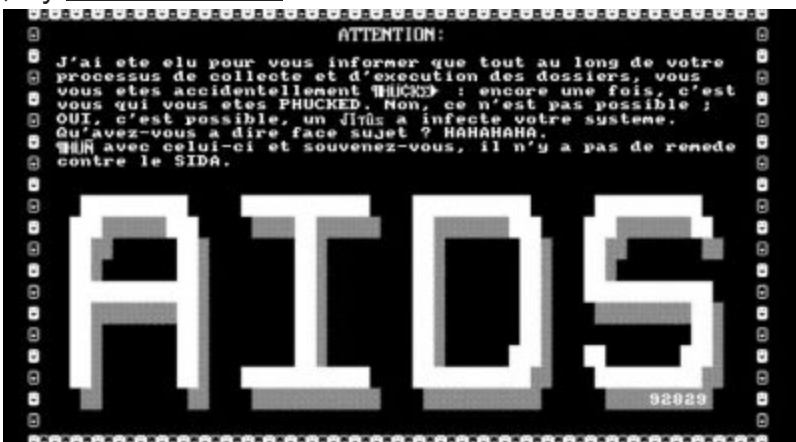 ATTENTION:
J'ai ete elu pour vous informer que tout au long de votre
processus de collecte et d'execution des dossiers, vous
vous etes accidentellement : encore une fois, c'est
vous qui vous etes PHUCKED. Non, ce n'est pas possible ;
OUI, c'est possible, un a infecte votre systeme.
Qu'avez-vous a dire face sujet ? HAHAHAHA.
avec celui-ci et souvenez-vous, il n'y a pas de remede
contre le SIDA.
AIDS
92829